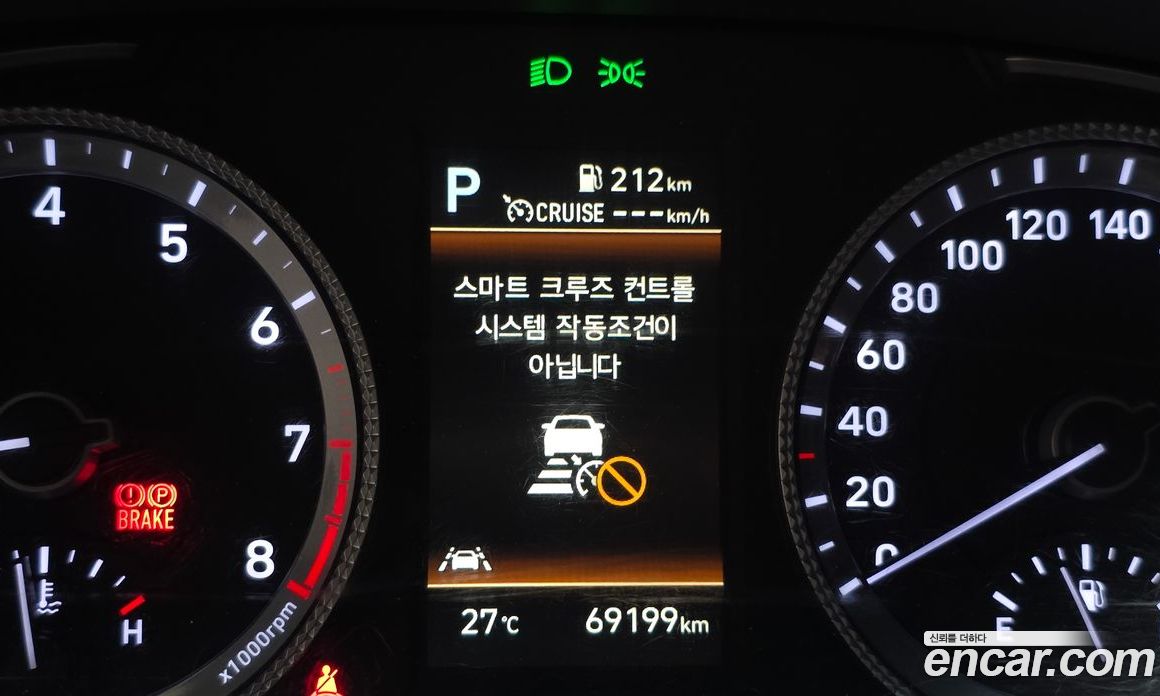 P
212km
CRUISE ---km/h
스마트 크루즈 컨트롤
시스템 작동조건이
아닙니다
27°C
69199km
4
5
6
7
8
x1000rpm
BRAKE
H
0
20
40
60
80
100
120
140
E
신뢰를 더하다
encar.com